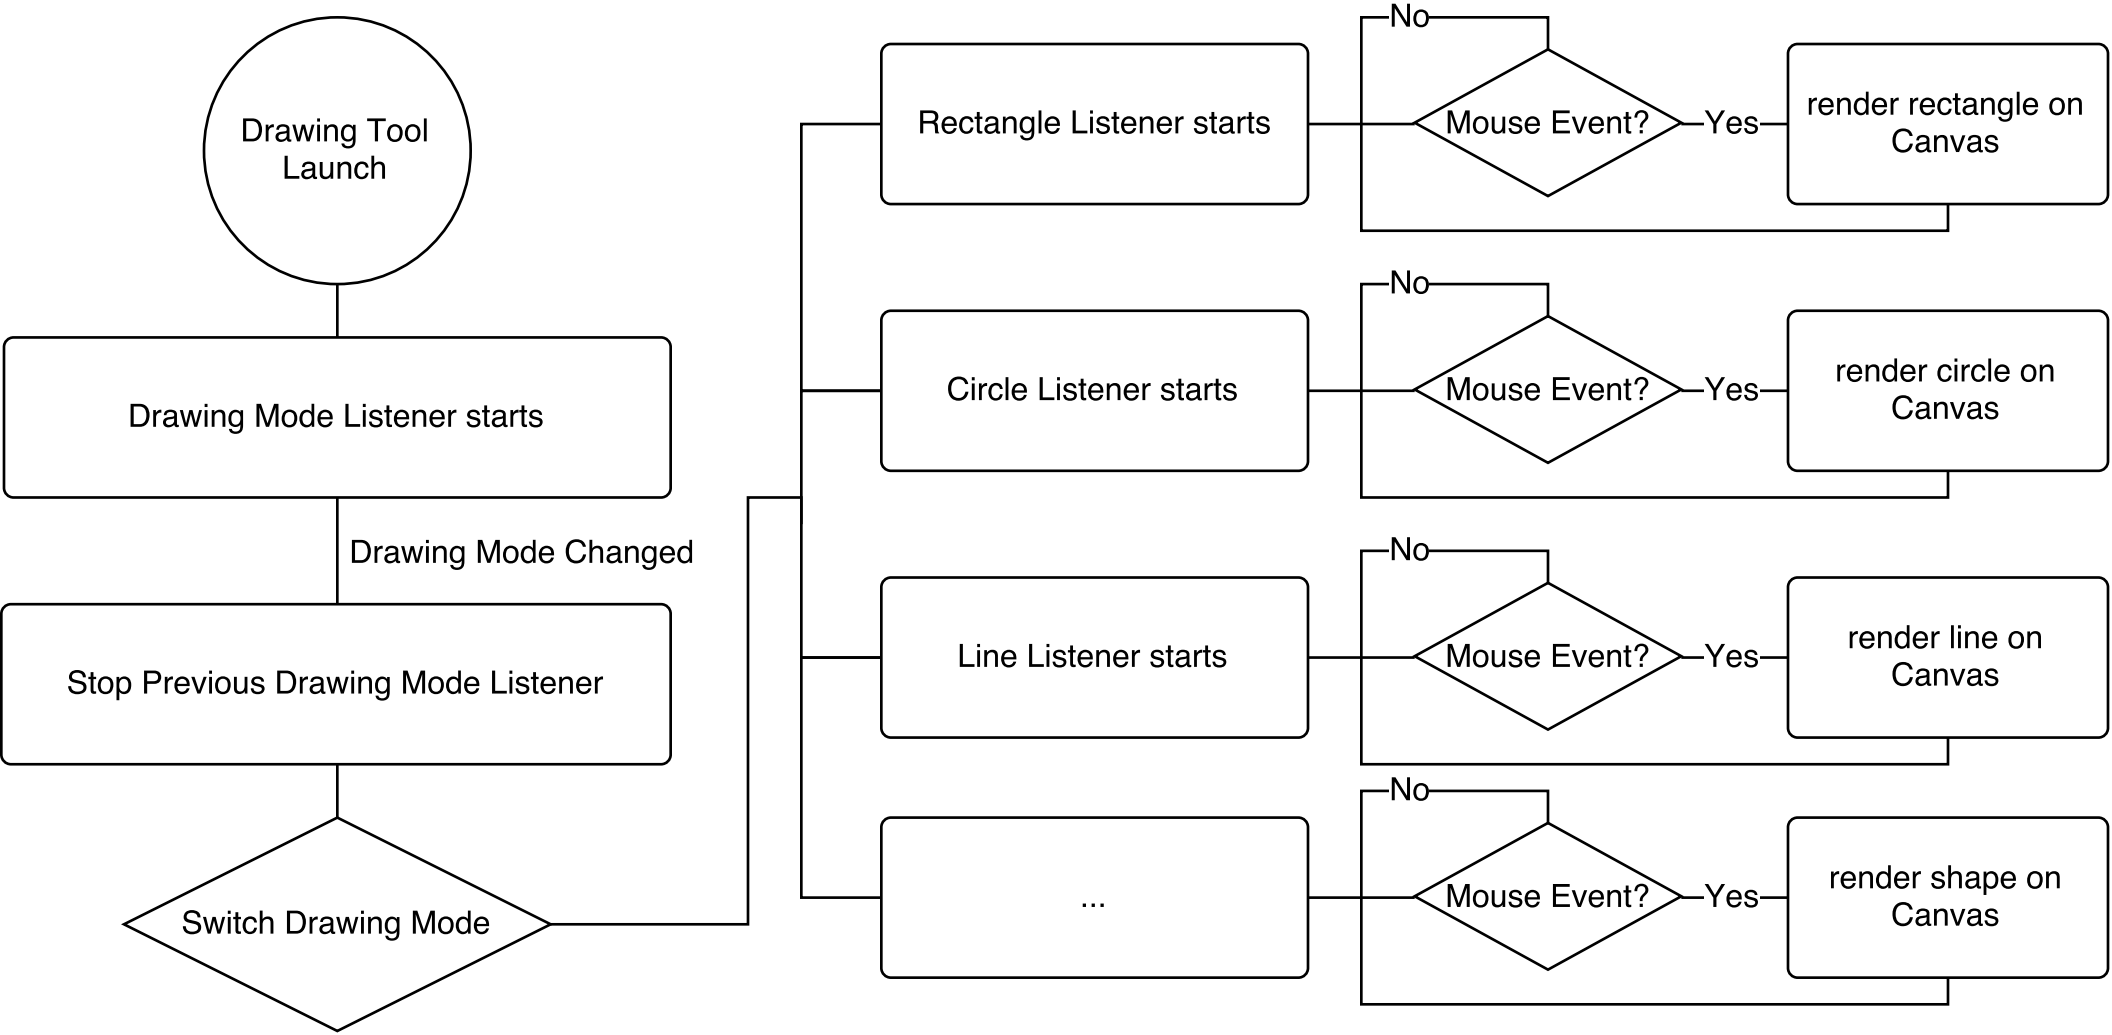 Drawing Tool
Launch
Drawing Mode Listener starts
Drawing Mode Changed
Stop Previous Drawing Mode Listener
Switch Drawing Mode
Rectangle Listener starts
No
Mouse Event?
Yes
render rectangle on
Canvas
Circle Listener starts
No
Mouse Event?
Yes
render circle on
Canvas
Line Listener starts
No
Mouse Event?
Yes
render line on
Canvas
...
No
Mouse Event?
Yes
render shape on
Canvas